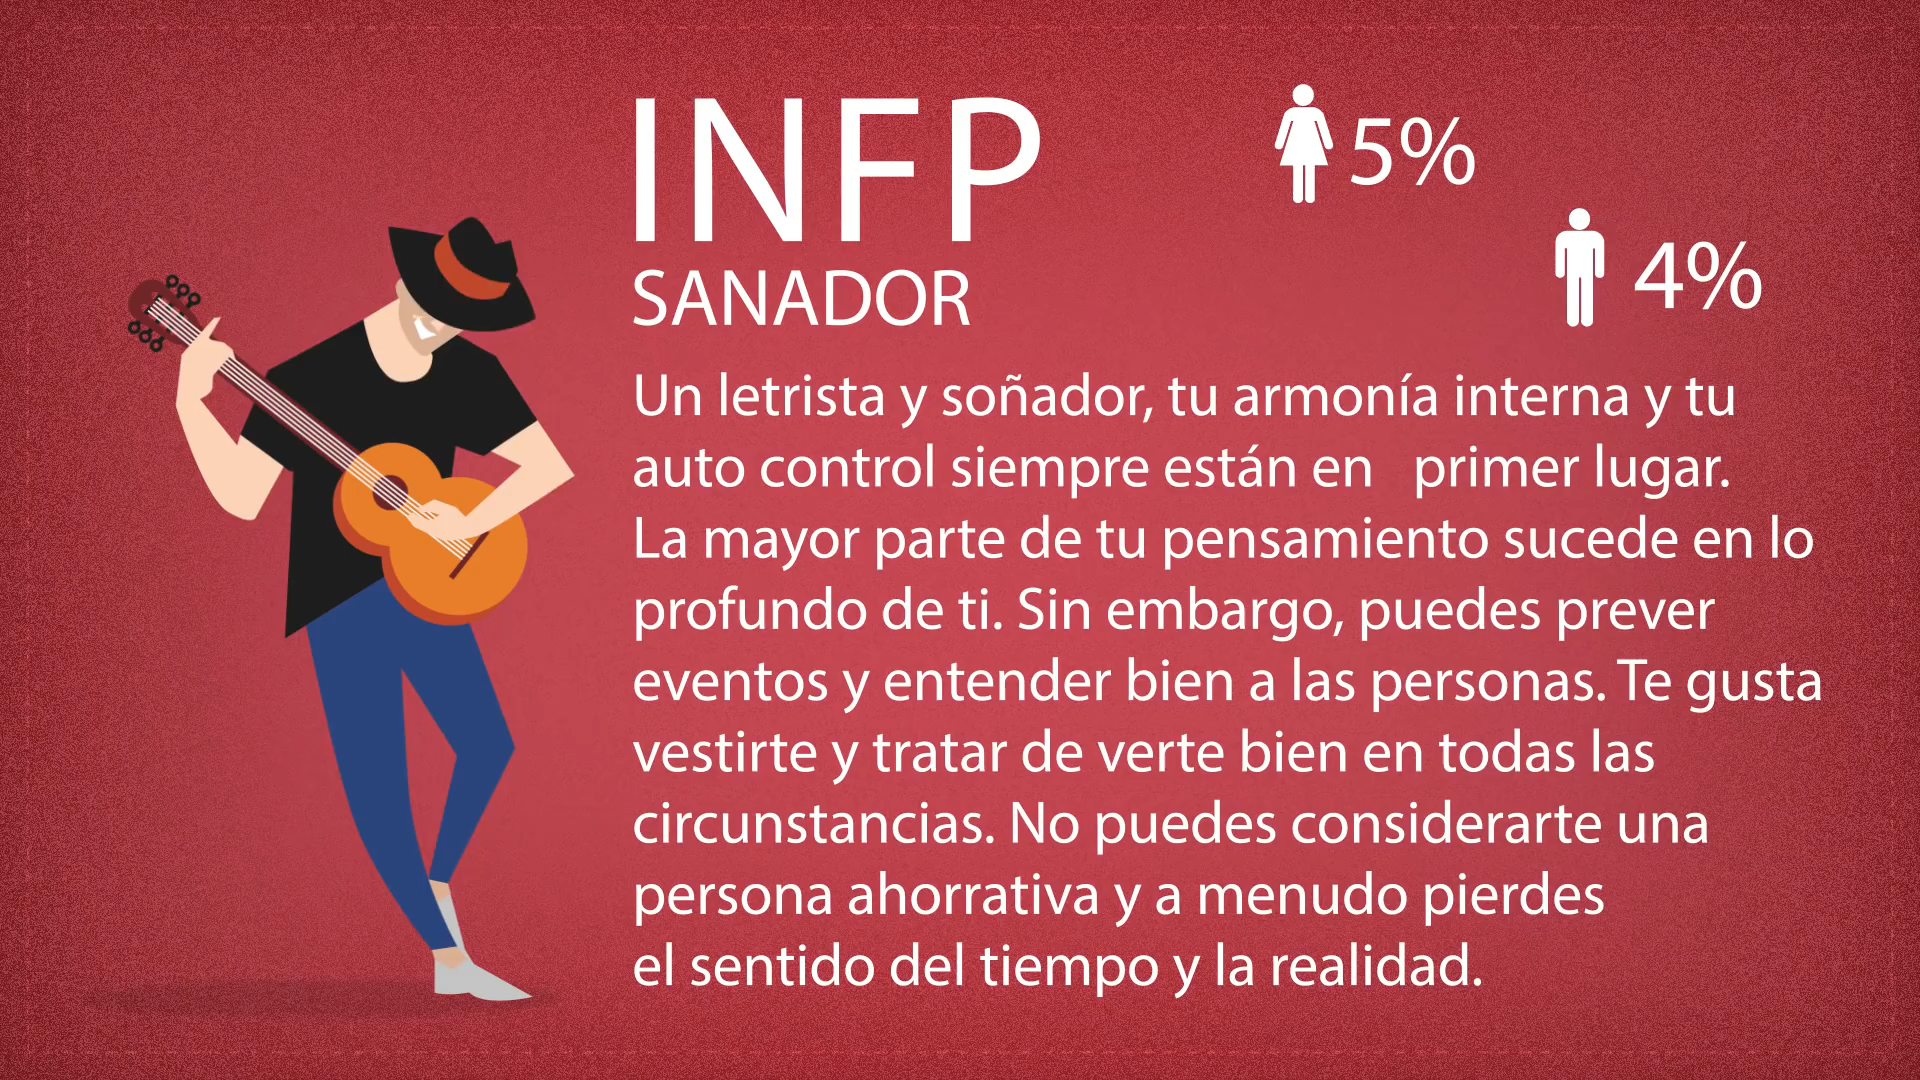 INFP
5%
4%
SANADOR
Un letrista y soñador, tu armonía interna y tu
auto control siempre están en   primer lugar.
La mayor parte de tu pensamiento sucede en lo
profundo de ti. Sin embargo, puedes prever
eventos y entender bien a las personas. Te gusta
vestirte y tratar de verte bien en todas las
circunstancias. No puedes considerarte una
persona ahorrativa y a menudo pierdes
el sentido del tiempo y la realidad.